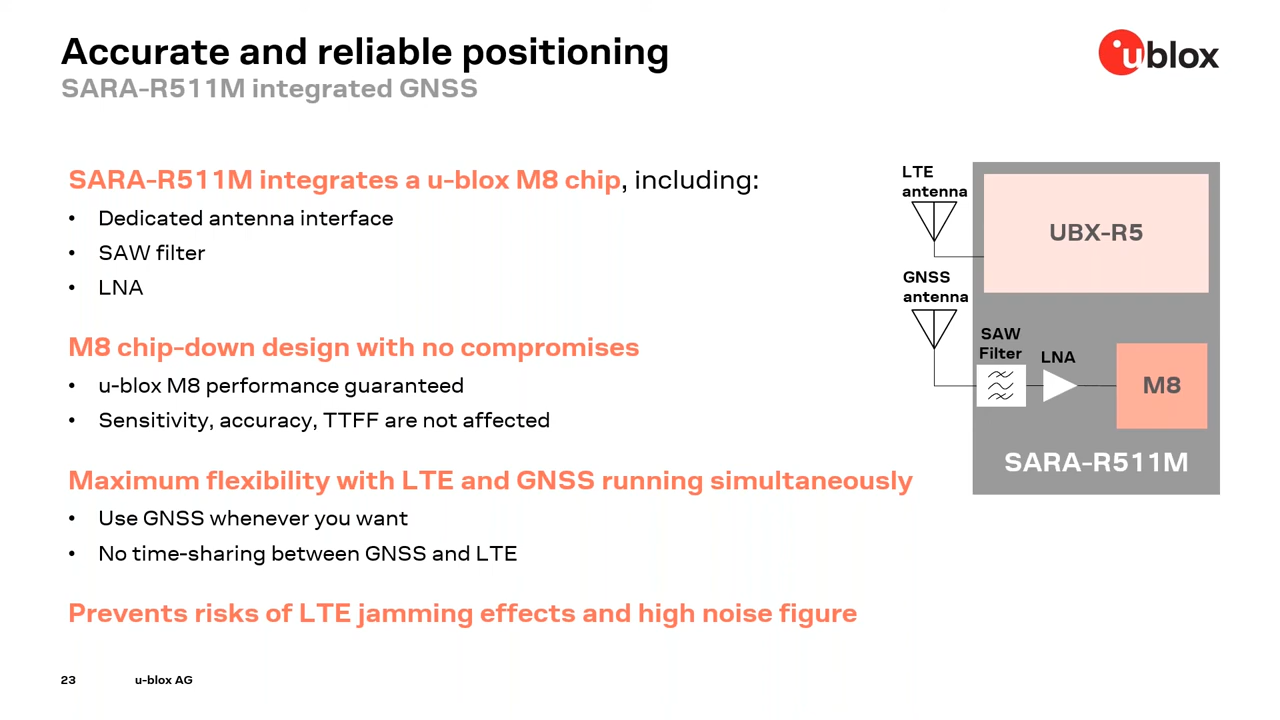 Accurate and reliable positioning
SARA-R511M integrated GNSS
ublox
SARA-R511M integrates a u-blox M8 chip, including:
• Dedicated antenna interface
• SAW filter
• LNA
M8 chip-down design with no compromises
• u-blox M8 performance guaranteed
• Sensitivity, accuracy, TTFF are not affected
Maximum flexibility with LTE and GNSS running simultaneously
• Use GNSS whenever you want
• No time-sharing between GNSS and LTE
Prevents risks of LTE jamming effects and high noise figure
LTE
antenna
UBX-R5
GNSS
antenna
SAW
Filter
LNA
M8
SARA-R511M
23
u-blox AG